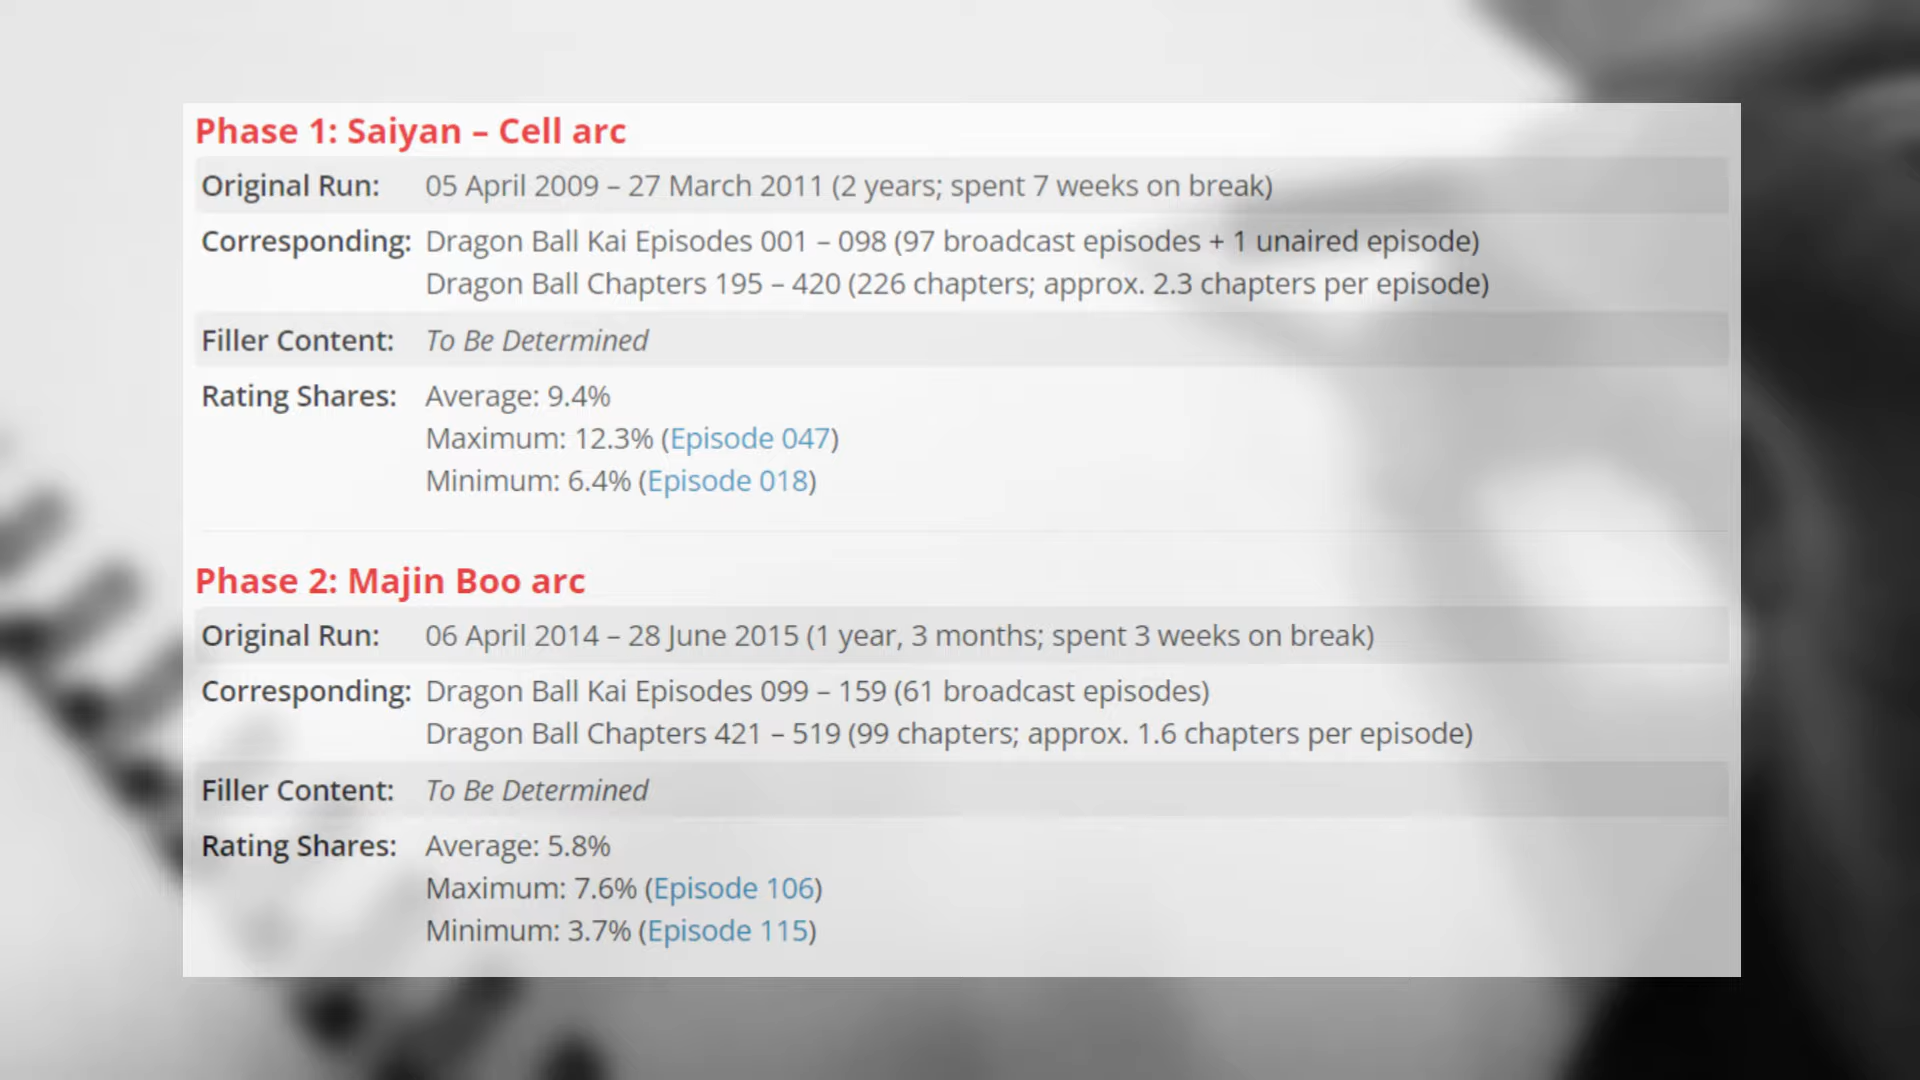 Phase 1: Saiyan – Cell arc
Original Run: 05 April 2009 – 27 March 2011 (2 years; spent 7 weeks on break)
Corresponding: Dragon Ball Kai Episodes 001 – 098 (97 broadcast episodes + 1 unaired episode)
Dragon Ball Chapters 195 – 420 (226 chapters; approx. 2.3 chapters per episode)
Filler Content: To Be Determined
Rating Shares: Average: 9.4%
Maximum: 12.3% (Episode 047)
Minimum: 6.4% (Episode 018)
Phase 2: Majin Boo arc
Original Run: 06 April 2014 – 28 June 2015 (1 year, 3 months; spent 3 weeks on break)
Corresponding: Dragon Ball Kai Episodes 099 – 159 (61 broadcast episodes)
Dragon Ball Chapters 421 – 519 (99 chapters; approx. 1.6 chapters per episode)
Filler Content: To Be Determined
Rating Shares: Average: 5.8%
Maximum: 7.6% (Episode 106)
Minimum: 3.7% (Episode 115)